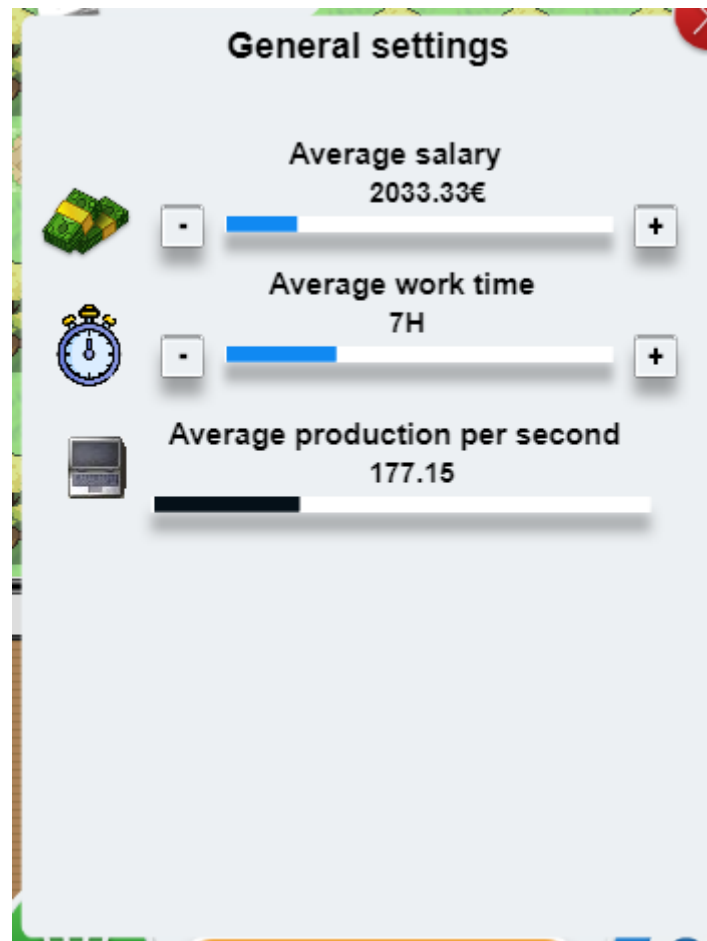 General settings
Average salary
2033.33€
-
+
Average work time
7H
-
+
Average production per second
177.15